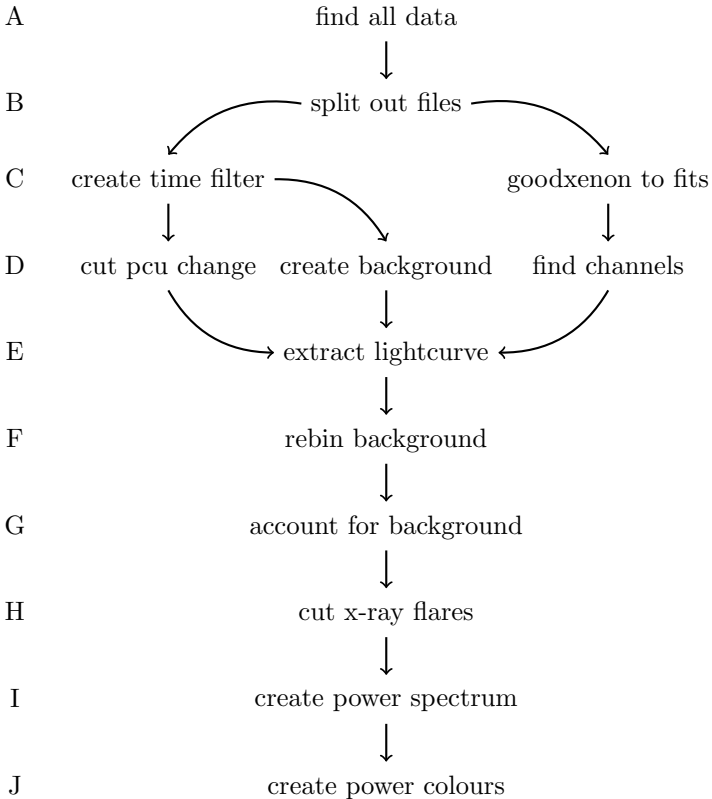 A find all data
B split out files
C create time filter goodxenon to fits
D cut pcu change create background find channels
E extract lightcurve
F rebin background
G account for background
H cut x-ray flares
I create power spectrum
J create power colours